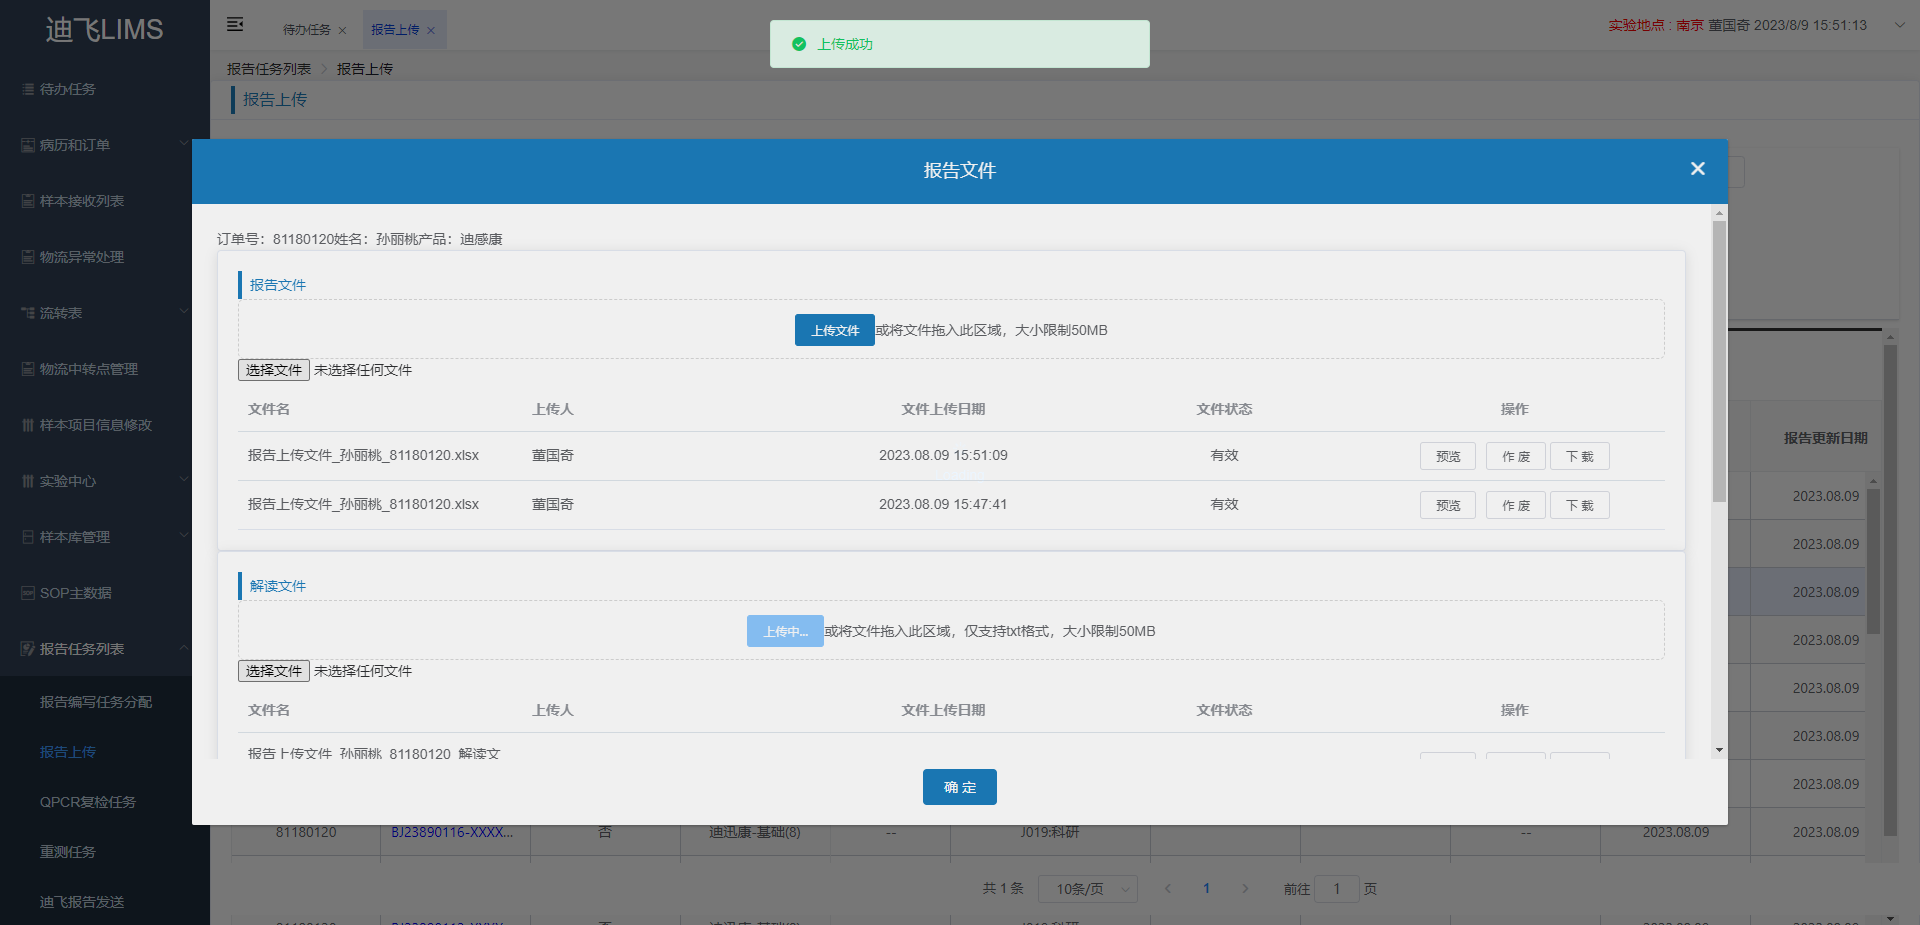 迪飞LIMS
待办任务
病历和订单
样本接收列表
物流异常处理
流转表
物流中转点管理
样本项目信息修改
实验中心
样本库管理
SOP主数据
报告任务列表
报告编写任务分配
报告上传
QPCR复检任务
重测任务
迪飞报告发送
待办任务 报告上传
实验地点 : 南京 董国奇 2023/8/9 15:51:13
上传成功
报告任务列表 报告上传
报告上传
报告文件
订单号：81180120姓名：孙丽桃产品：迪感康
报告文件
上传文件 或将文件拖入此区域，大小限制50MB
选择文件 未选择任何文件
文件名 上传人 文件上传日期 文件状态 操作
报告上传文件_孙丽桃_81180120.xlsx 董国奇 2023.08.09 15:51:09 有效 预览 作 废 下 载
报告上传文件_孙丽桃_81180120.xlsx 董国奇 2023.08.09 15:47:41 有效 预览 作 废 下 载
解读文件
上传中... 或将文件拖入此区域，仅支持txt格式，大小限制50MB
选择文件 未选择任何文件
文件名 上传人 文件上传日期 文件状态 操作
报告上传文件_孙丽桃_81180120_解读文
确 定
报告更新日期
2023.08.09
2023.08.09
2023.08.09
2023.08.09
2023.08.09
2023.08.09
2023.08.09
81180120 BJ23890116-XXXX... 否 迪迅康-基础(8) -- J019:科研 -- 2023.08.09 2023.08.09
共 1 条 10条/页 1 前往 1 页